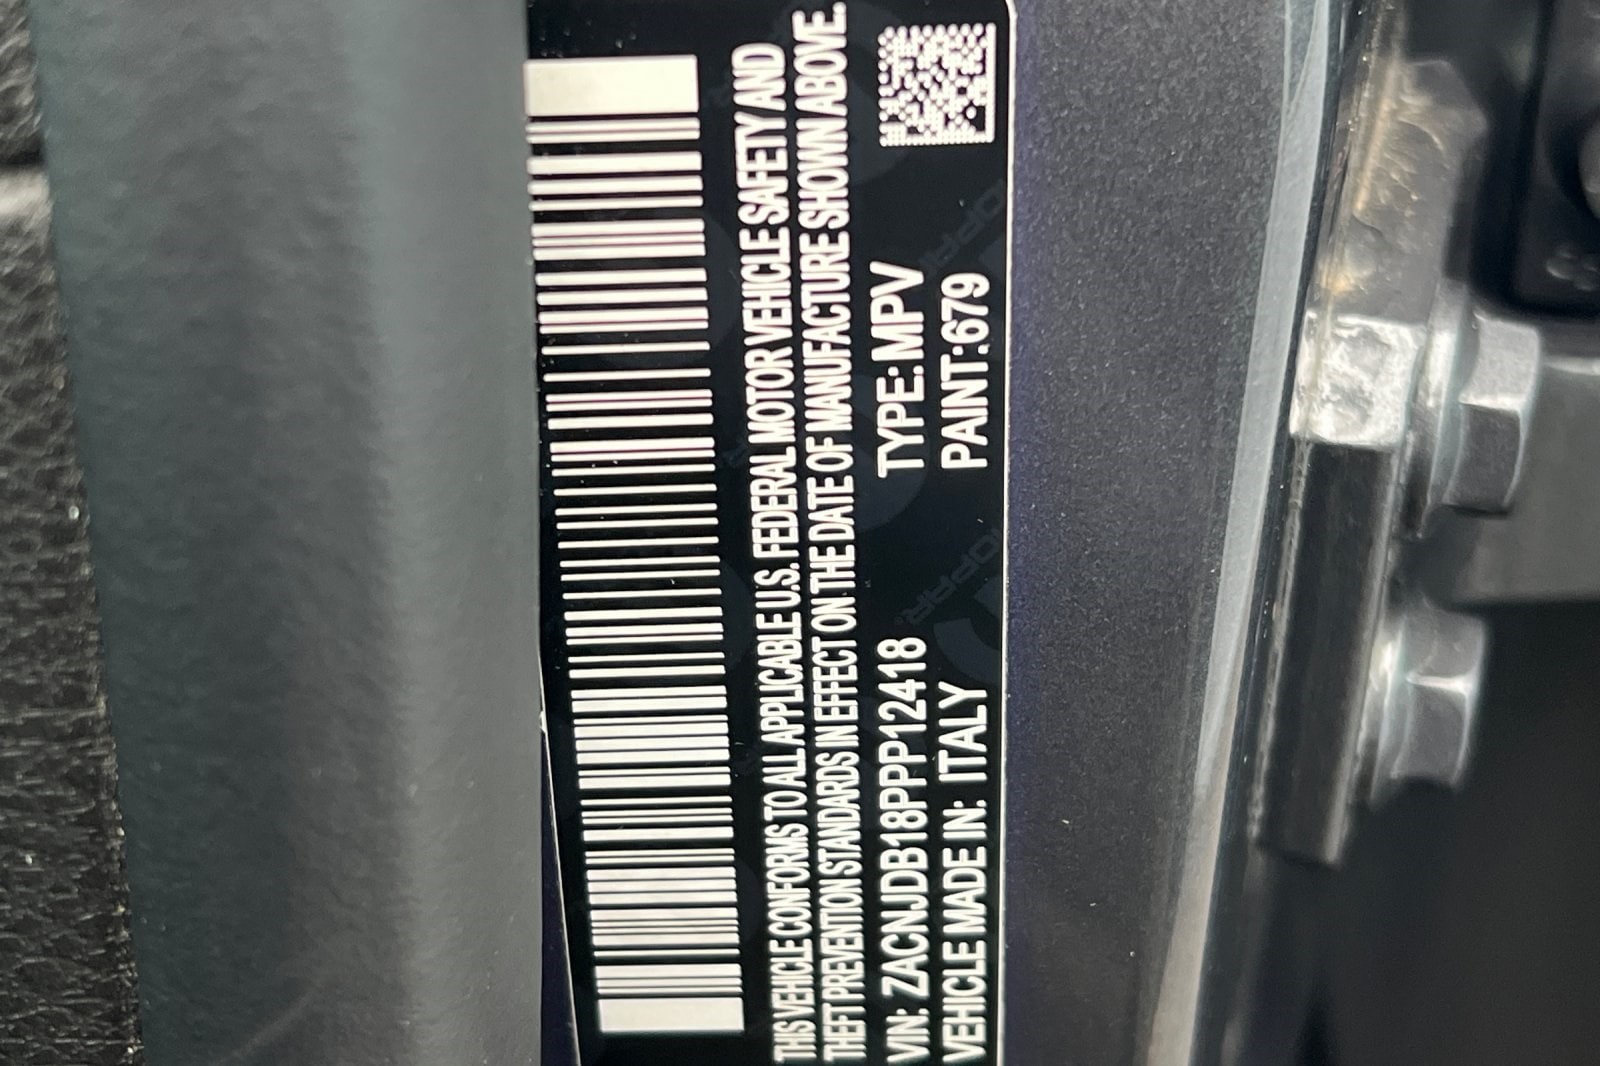 THIS VEHICLE CONFORMS TO ALL APPLICABLE U.S. FEDERAL MOTOR VEHICLE SAFETY AND
THEFT PREVENTION STANDARDS IN EFFECT ON THE DATE OF MANUFACTURE SHOWN ABOVE.
VIN: ZACNJDB18PPP12418 TYPE: MPV
VEHICLE MADE IN: ITALY PAINT:679
MOPAR